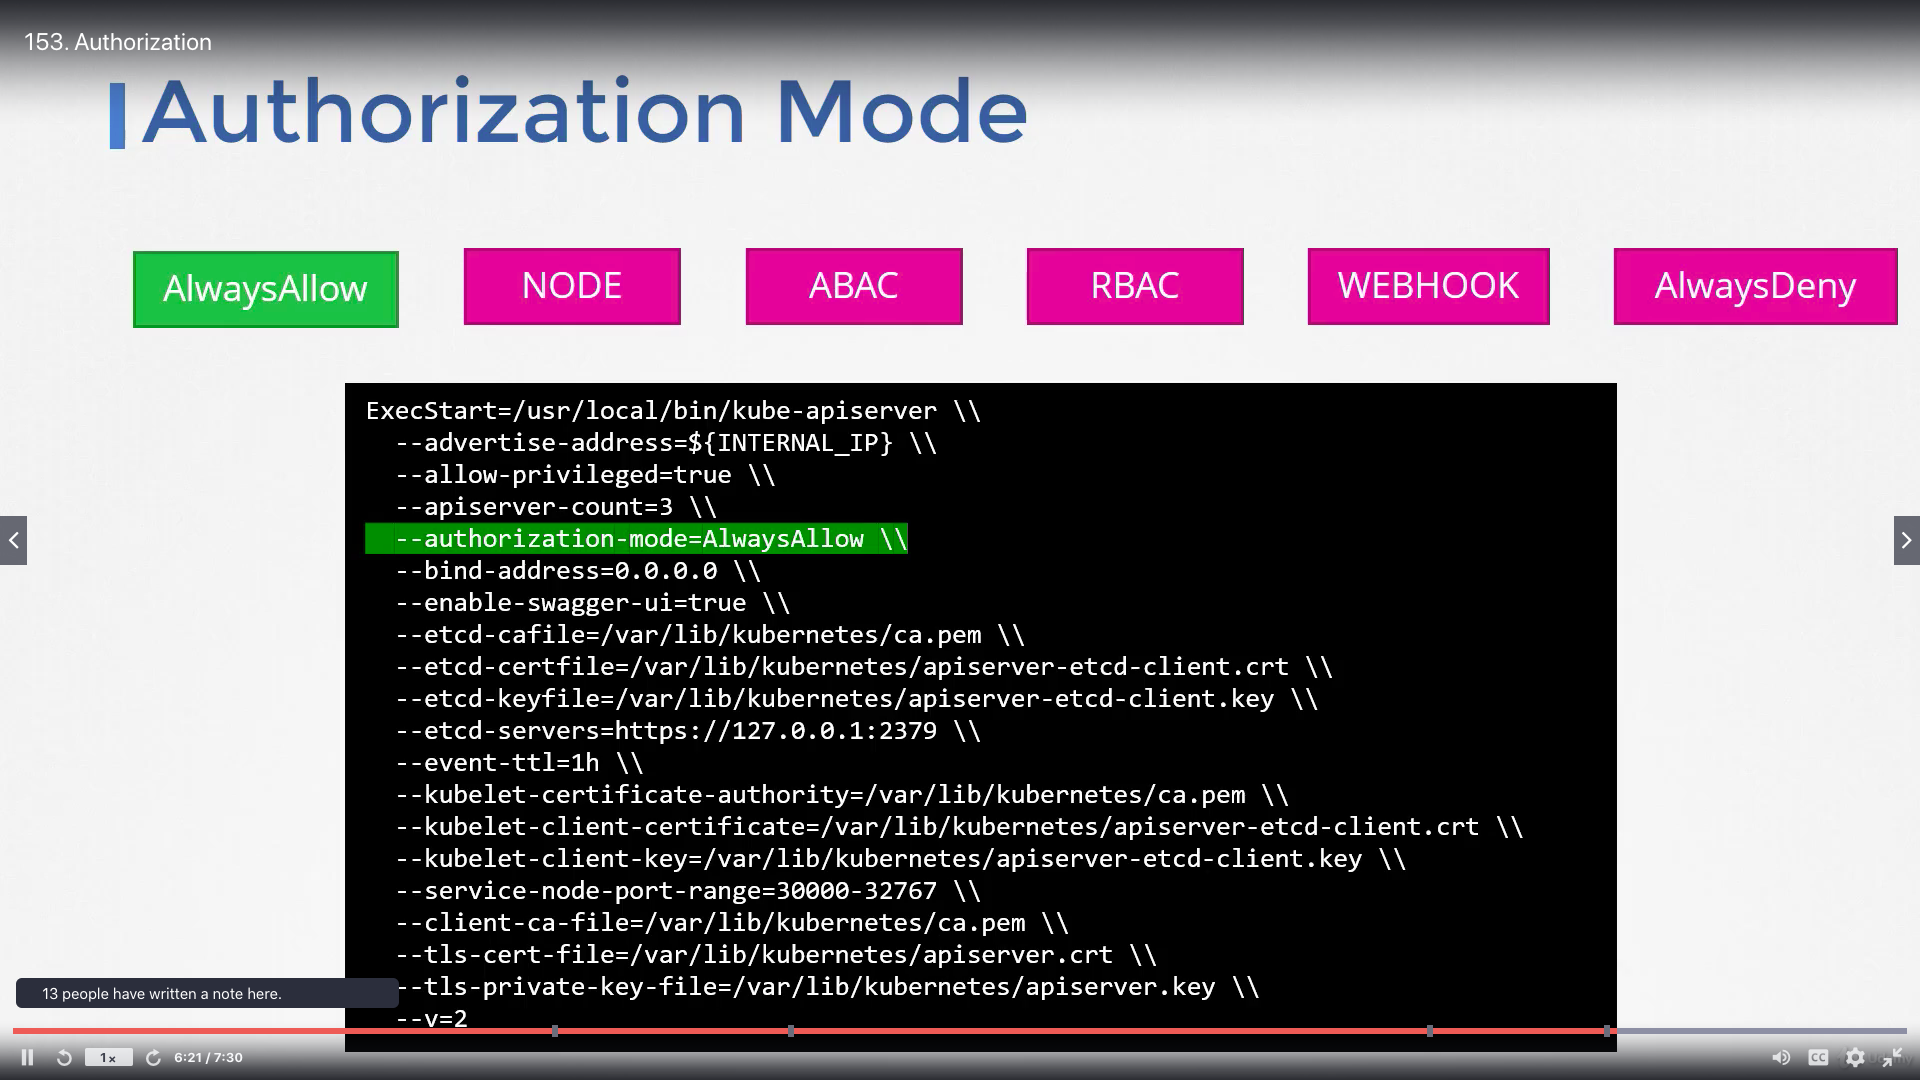 153. Authorization
Authorization Mode
AlwaysAllow
NODE
ABAC
RBAC
WEBHOOK
AlwaysDeny
ExecStart=/usr/local/bin/kube-apiserver \\
--advertise-address=${INTERNAL_IP} \\
--allow-privileged=true \\
--apiserver-count=3 \\
--authorization-mode=AlwaysAllow \\
--bind-address=0.0.0.0 \\
--enable-swagger-ui=true \\
--etcd-cafile=/var/lib/kubernetes/ca.pem \\
--etcd-certfile=/var/lib/kubernetes/apiserver-etcd-client.crt \\
--etcd-keyfile=/var/lib/kubernetes/apiserver-etcd-client.key \\
--etcd-servers=https://127.0.0.1:2379 \\
--event-ttl=1h \\
--kubelet-certificate-authority=/var/lib/kubernetes/ca.pem \\
--kubelet-client-certificate=/var/lib/kubernetes/apiserver-etcd-client.crt \\
--kubelet-client-key=/var/lib/kubernetes/apiserver-etcd-client.key \\
--service-node-port-range=30000-32767 \\
--client-ca-file=/var/lib/kubernetes/ca.pem \\
--tls-cert-file=/var/lib/kubernetes/apiserver.crt \\
--tls-private-key-file=/var/lib/kubernetes/apiserver.key \\
--v=2
13 people have written a note here.
1x
6:21 / 7:30
CC